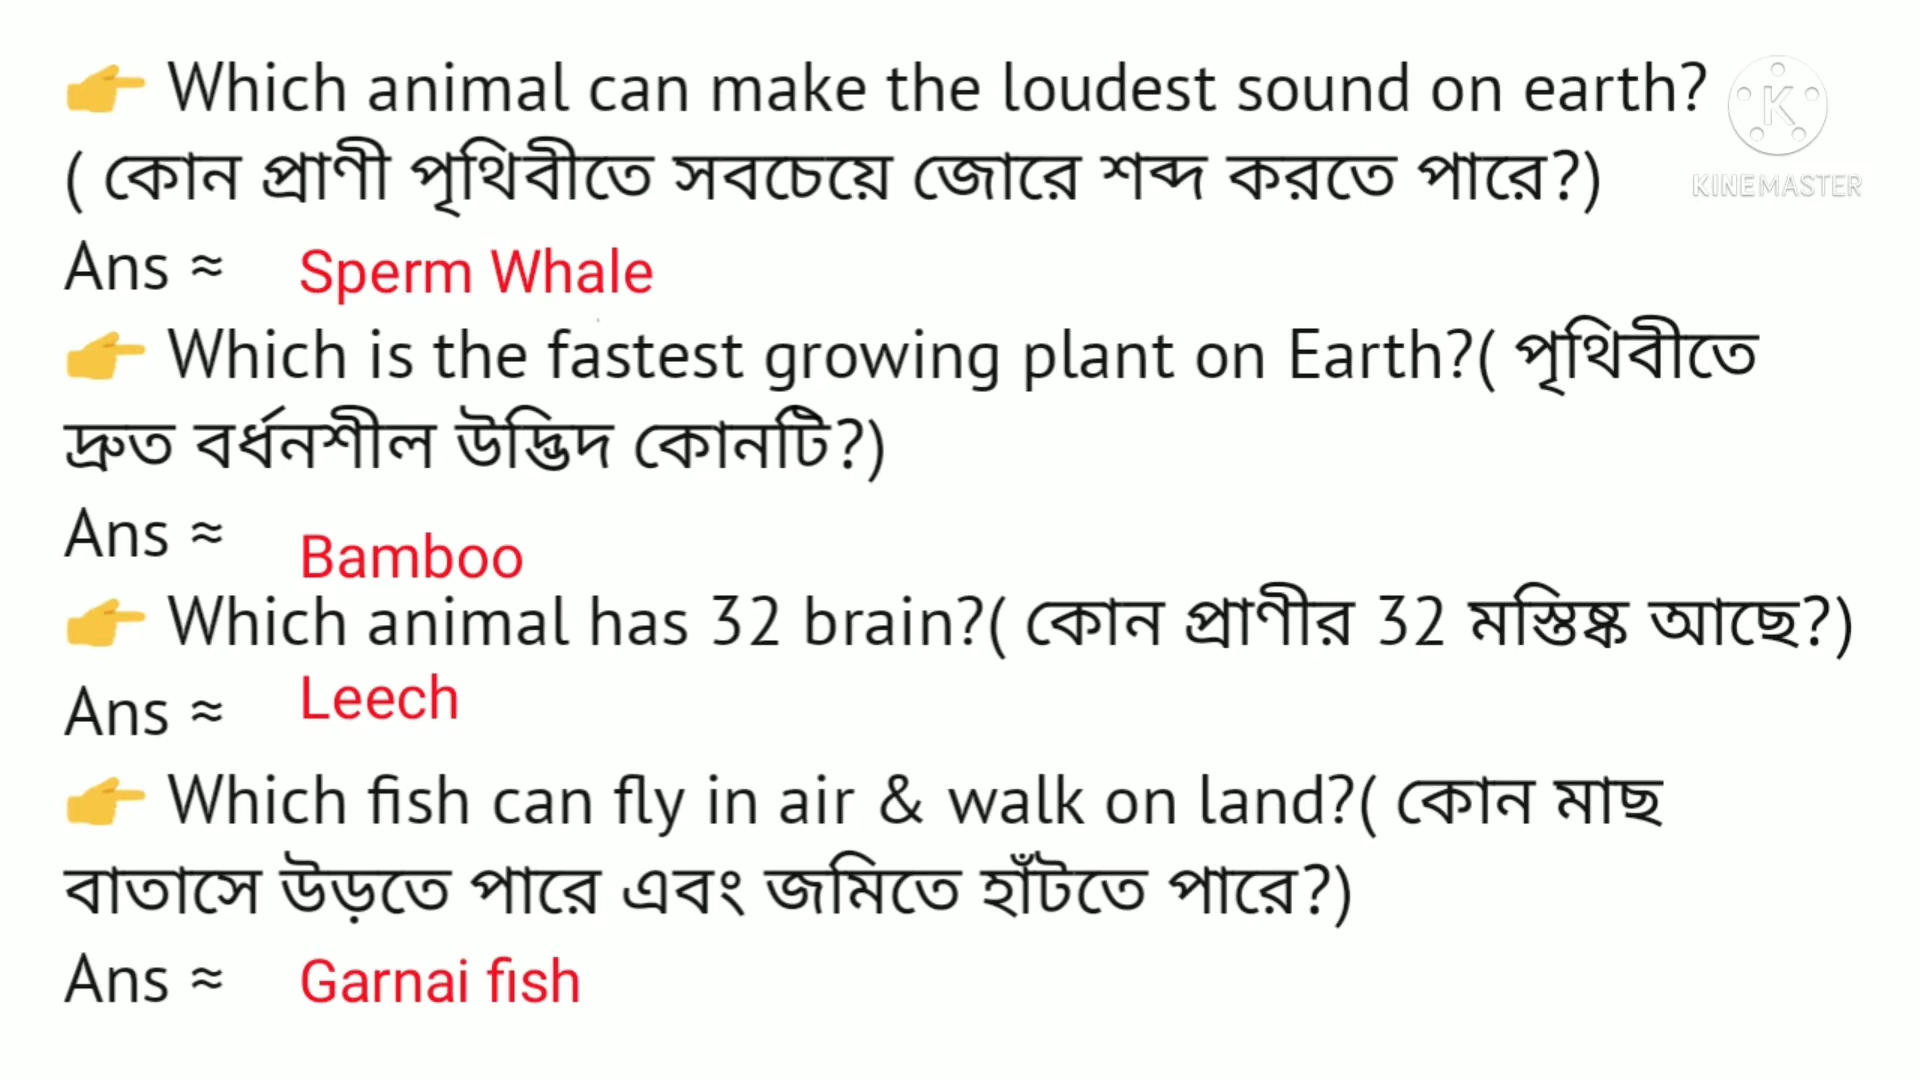 👉 Which animal can make the loudest sound on earth?
( কোন প্রাণী পৃথিবীতে সবচেয়ে জোরে শব্দ করতে পারে?)
Ans ≈ Sperm Whale
👉 Which is the fastest growing plant on Earth?( পৃথিবীতে
দ্রুত বর্ধনশীল উদ্ভিদ কোনটি?)
Ans ≈ Bamboo
👉 Which animal has 32 brain?( কোন প্রাণীর 32 মস্তিষ্ক আছে?)
Ans ≈ Leech
👉 Which fish can fly in air & walk on land?( কোন মাছ
বাতাসে উড়তে পারে এবং জমিতে হাঁটতে পারে?)
Ans ≈ Garnai fish
K
KINEMASTER